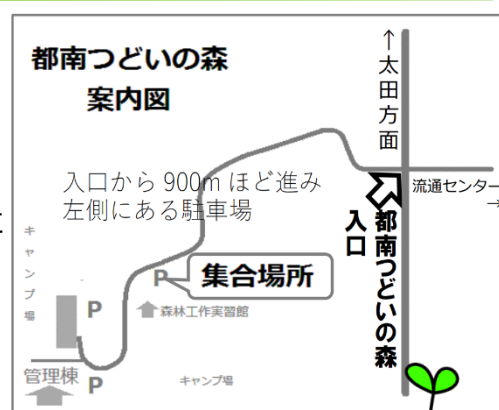 都南つどいの森
案内図
↑太田方面
入口から900mほど進み
左側にある駐車場
流通センター
→
都南つどいの森
入口
キャンプ場
P
集合場所
P
森林工作実習館
管理棟
P
キャンプ場